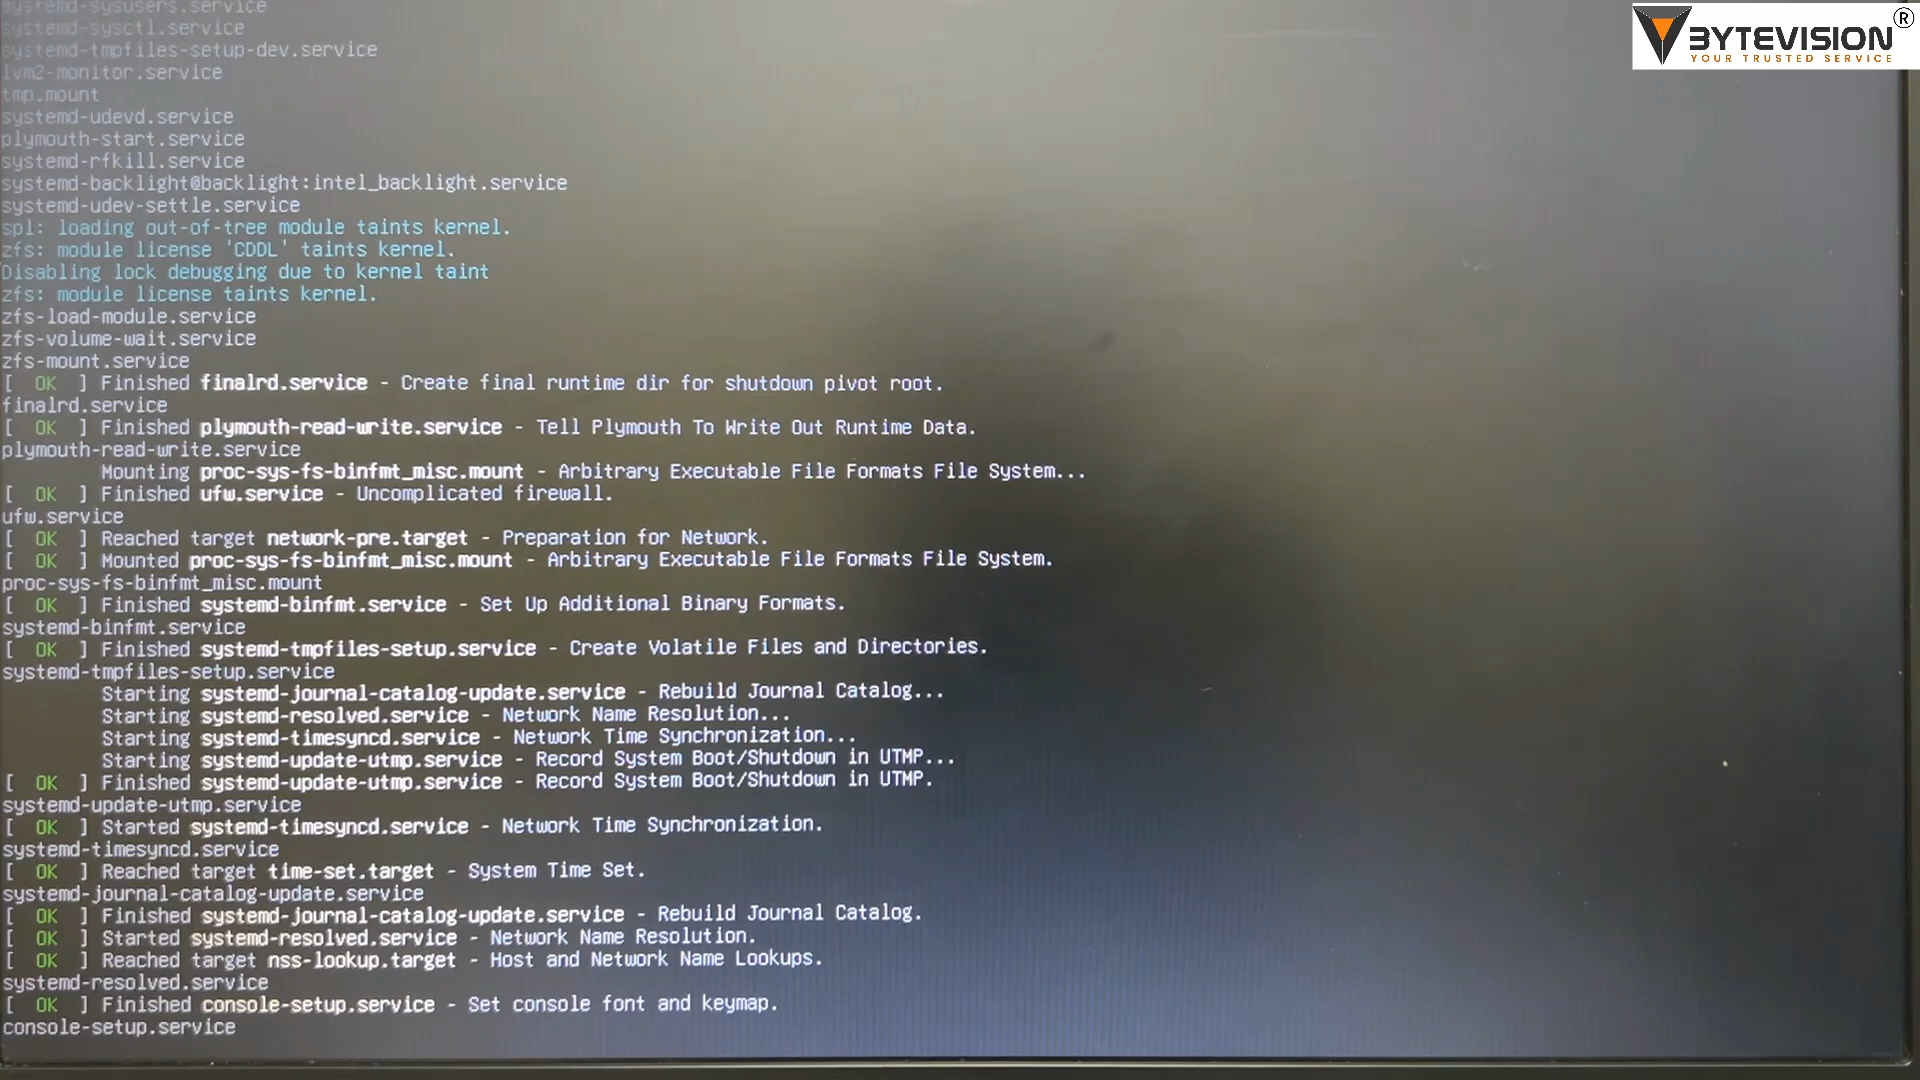 systemd-sysusers.service
systemd-sysctl.service
systemd-tmpfiles-setup-dev.service
lvm2-monitor.service
tmp.mount
systemd-udevd.service
plymouth-start.service
systemd-rfkill.service
systemd-backlight@backlight:intel_backlight.service
systemd-udev-settle.service
spl: loading out-of-tree module taints kernel.
zfs: module license 'CDDL' taints kernel.
Disabling lock debugging due to kernel taint
zfs: module license taints kernel.
zfs-load-module.service
zfs-volume-wait.service
zfs-mount.service
[  OK  ] Finished finalrd.service - Create final runtime dir for shutdown pivot root.
finalrd.service
[  OK  ] Finished plymouth-read-write.service - Tell Plymouth To Write Out Runtime Data.
plymouth-read-write.service
Mounting proc-sys-fs-binfmt_misc.mount - Arbitrary Executable File Formats File System...
[  OK  ] Finished ufw.service - Uncomplicated firewall.
ufw.service
[  OK  ] Reached target network-pre.target - Preparation for Network.
[  OK  ] Mounted proc-sys-fs-binfmt_misc.mount - Arbitrary Executable File Formats File System.
proc-sys-fs-binfmt_misc.mount
[  OK  ] Finished systemd-binfmt.service - Set Up Additional Binary Formats.
systemd-binfmt.service
[  OK  ] Finished systemd-tmpfiles-setup.service - Create Volatile Files and Directories.
systemd-tmpfiles-setup.service
Starting systemd-journal-catalog-update.service - Rebuild Journal Catalog...
Starting systemd-resolved.service - Network Name Resolution...
Starting systemd-timesyncd.service - Network Time Synchronization...
Starting systemd-update-utmp.service - Record System Boot/Shutdown in UTMP...
[  OK  ] Finished systemd-update-utmp.service - Record System Boot/Shutdown in UTMP.
systemd-update-utmp.service
[  OK  ] Started systemd-timesyncd.service - Network Time Synchronization.
systemd-timesyncd.service
[  OK  ] Reached target time-set.target - System Time Set.
systemd-journal-catalog-update.service
[  OK  ] Finished systemd-journal-catalog-update.service - Rebuild Journal Catalog.
[  OK  ] Started systemd-resolved.service - Network Name Resolution.
[  OK  ] Reached target nss-lookup.target - Host and Network Name Lookups.
systemd-resolved.service
[  OK  ] Finished console-setup.service - Set console font and keymap.
console-setup.service
BYTEVISION ®
YOUR TRUSTED SERVICE